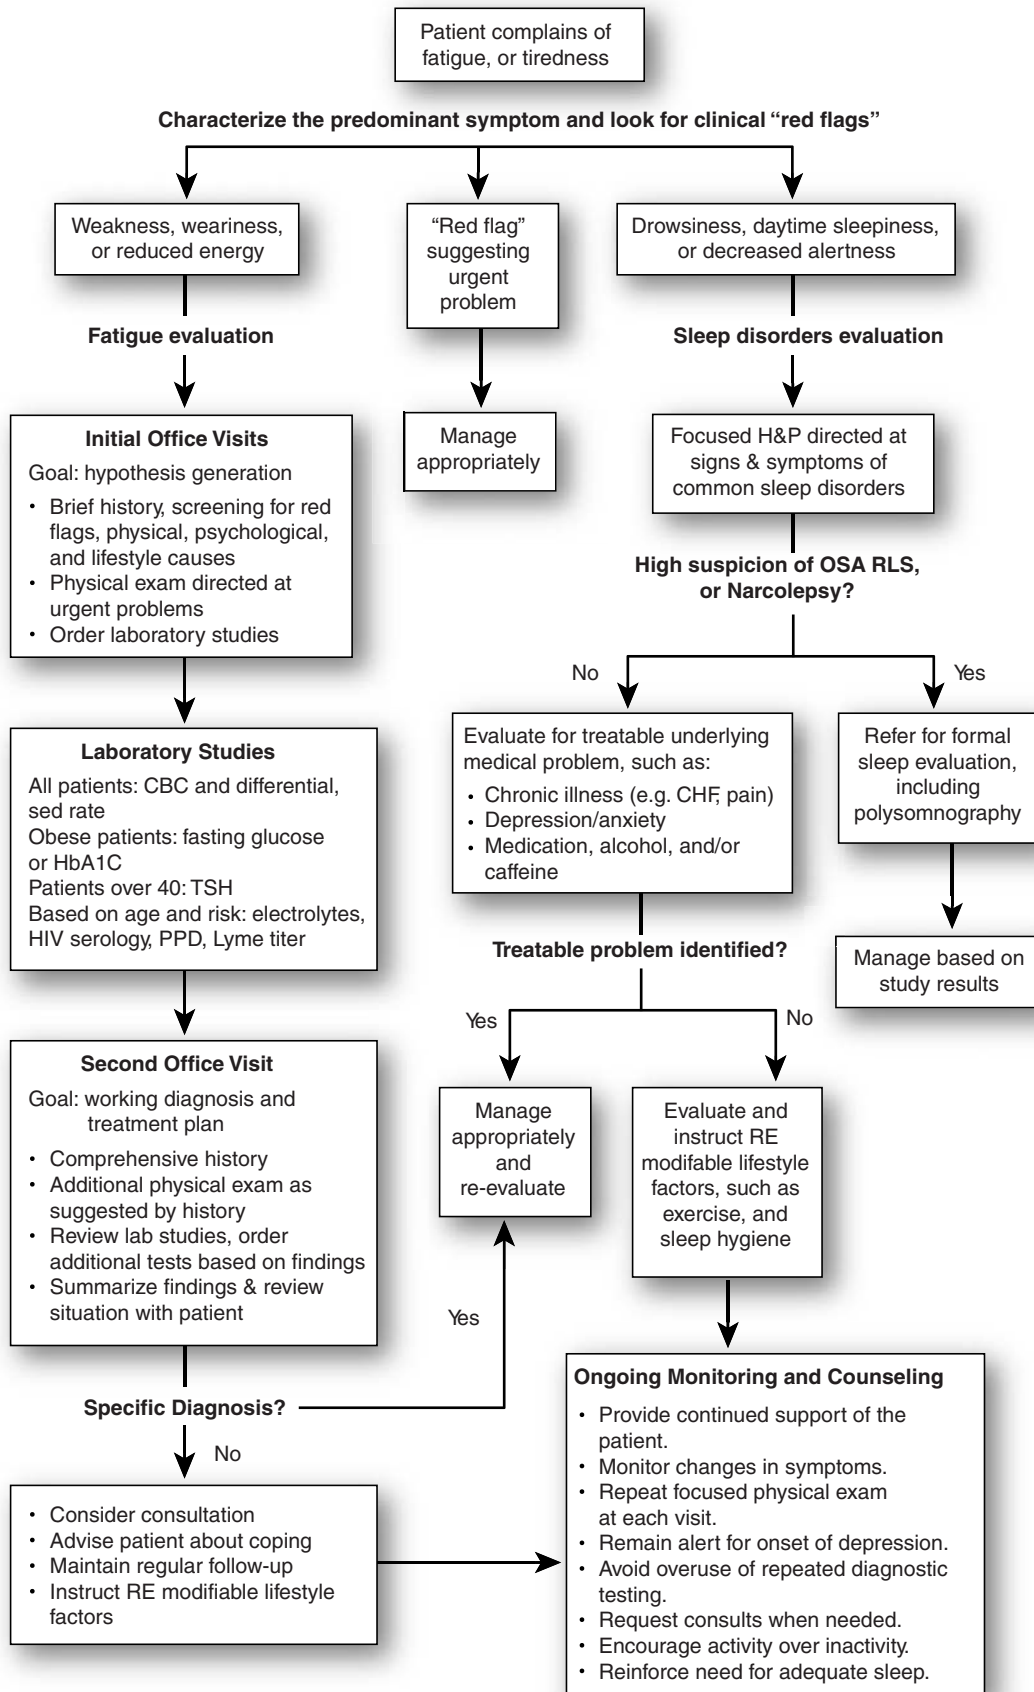 Patient complains of
fatigue, or tiredness
Characterize the predominant symptom and look for clinical “red flags”
Weakness, weariness,
or reduced energy
“Red flag”
suggesting
urgent
problem
Drowsiness, daytime sleepiness,
or decreased alertness
Fatigue evaluation
Sleep disorders evaluation
Initial Office Visits
Goal: hypothesis generation
• Brief history, screening for red
flags, physical, psychological,
and lifestyle causes
• Physical exam directed at
urgent problems
• Order laboratory studies
Manage
appropriately
Focused H&P directed at
signs & symptoms of
common sleep disorders
High suspicion of OSA RLS,
or Narcolepsy?
No
Yes
Laboratory Studies
All patients: CBC and differential,
sed rate
Obese patients: fasting glucose
or HbA1C
Patients over 40: TSH
Based on age and risk: electrolytes,
HIV serology, PPD, Lyme titer
Evaluate for treatable underlying
medical problem, such as:
• Chronic illness (e.g. CHF, pain)
• Depression/anxiety
• Medication, alcohol, and/or
caffeine
Refer for formal
sleep evaluation,
including
polysomnography
Treatable problem identified?
Manage based on
study results
Yes
No
Second Office Visit
Goal: working diagnosis and
treatment plan
• Comprehensive history
• Additional physical exam as
suggested by history
• Review lab studies, order
additional tests based on findings
• Summarize findings & review
situation with patient
Manage
appropriately
and
re-evaluate
Evaluate and
instruct RE
modifable lifestyle
factors, such as
exercise, and
sleep hygiene
Yes
Specific Diagnosis?
No
• Consider consultation
• Advise patient about coping
• Maintain regular follow-up
• Instruct RE modifiable lifestyle
factors
Ongoing Monitoring and Counseling
• Provide continued support of the
patient.
• Monitor changes in symptoms.
• Repeat focused physical exam
at each visit.
• Remain alert for onset of depression.
• Avoid overuse of repeated diagnostic
testing.
• Request consults when needed.
• Encourage activity over inactivity.
• Reinforce need for adequate sleep.